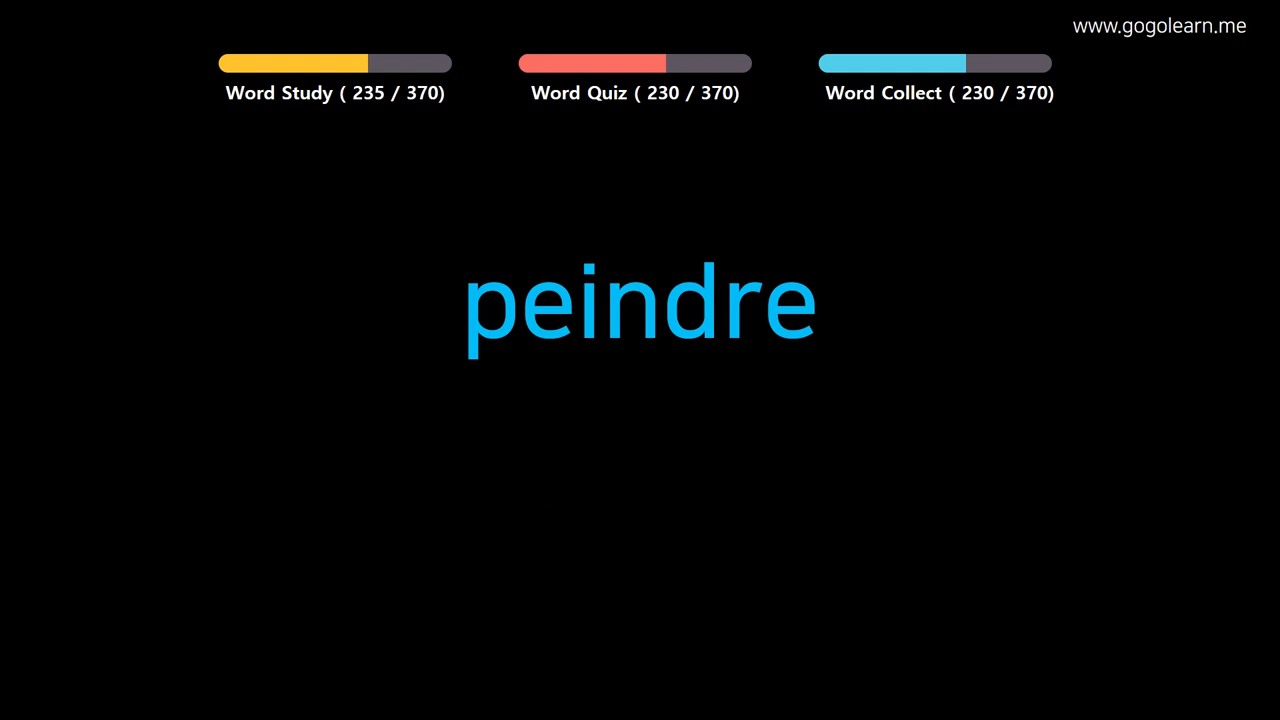 www.gogolearn.me
Word Study ( 235 / 370)
Word Quiz ( 230 / 370)
Word Collect ( 230 / 370)
peindre